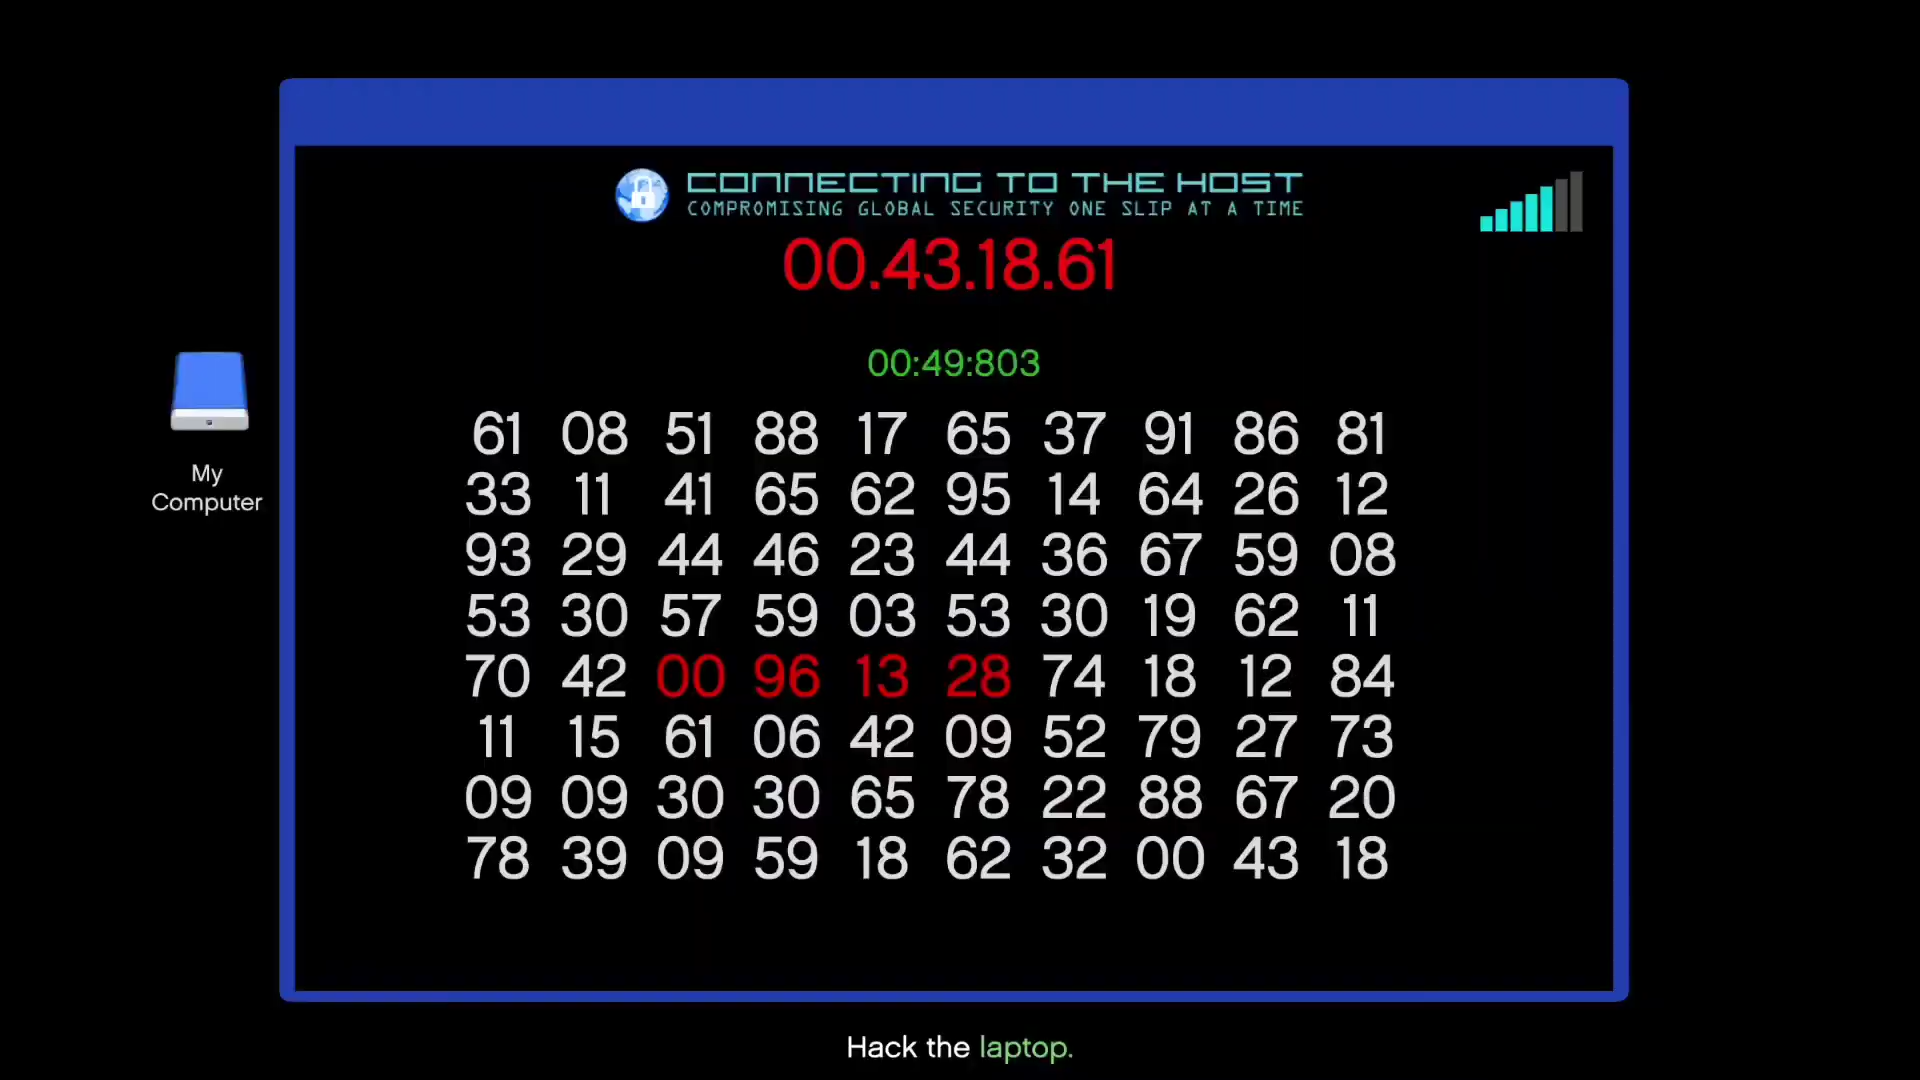 CONNECTING TO THE HOST
COMPROMISING GLOBAL SECURITY ONE SLIP AT A TIME
00.43.18.61
00:49:803
61 08 51 88 17 65 37 91 86 81
33 11 41 65 62 95 14 64 26 12
93 29 44 46 23 44 36 67 59 08
53 30 57 59 03 53 30 19 62 11
70 42 00 96 13 28 74 18 12 84
11 15 61 06 42 09 52 79 27 73
09 09 30 30 65 78 22 88 67 20
78 39 09 59 18 62 32 00 43 18
My
Computer
Hack the laptop.